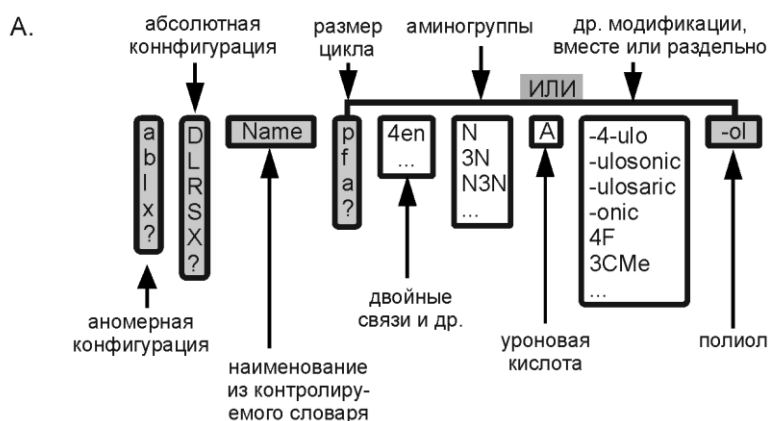 А.
абсолютная
коннфигурация
размер
цикла
аминогруппы
др. модификации,
вместе или раздельно
ИЛИ
a
b
l
x
?
D
L
R
S
X
?
Name
p
f
a
?
4en
...
N
3N
N3N
...
A
-4-ulo
-ulosonic
-ulosaric
-onic
4F
3CMe
...
-ol
аномерная
конфигурация
наименование
из контролиру-
емого словаря
двойные
связи и др.
уроновая
кислота
полиол